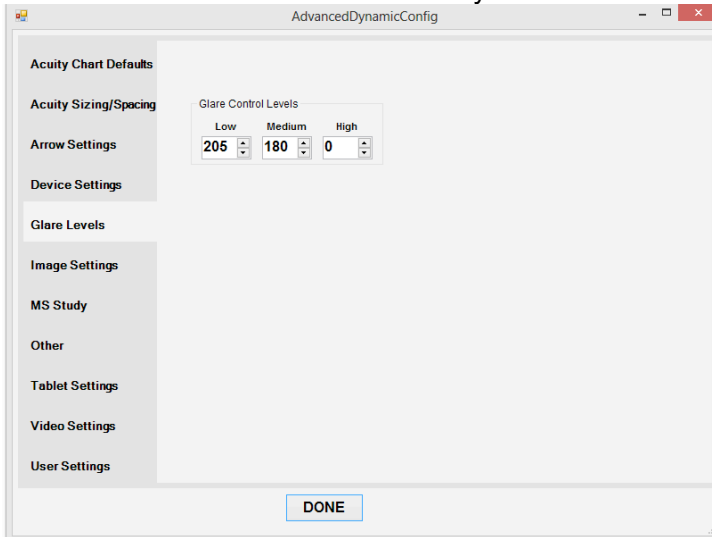 AdvancedDynamicConfig
Acuity Chart Defaults
Acuity Sizing/Spacing
Arrow Settings
Device Settings
Glare Levels
Image Settings
MS Study
Other
Tablet Settings
Video Settings
User Settings
Glare Control Levels
Low Medium High
205 180 0
DONE